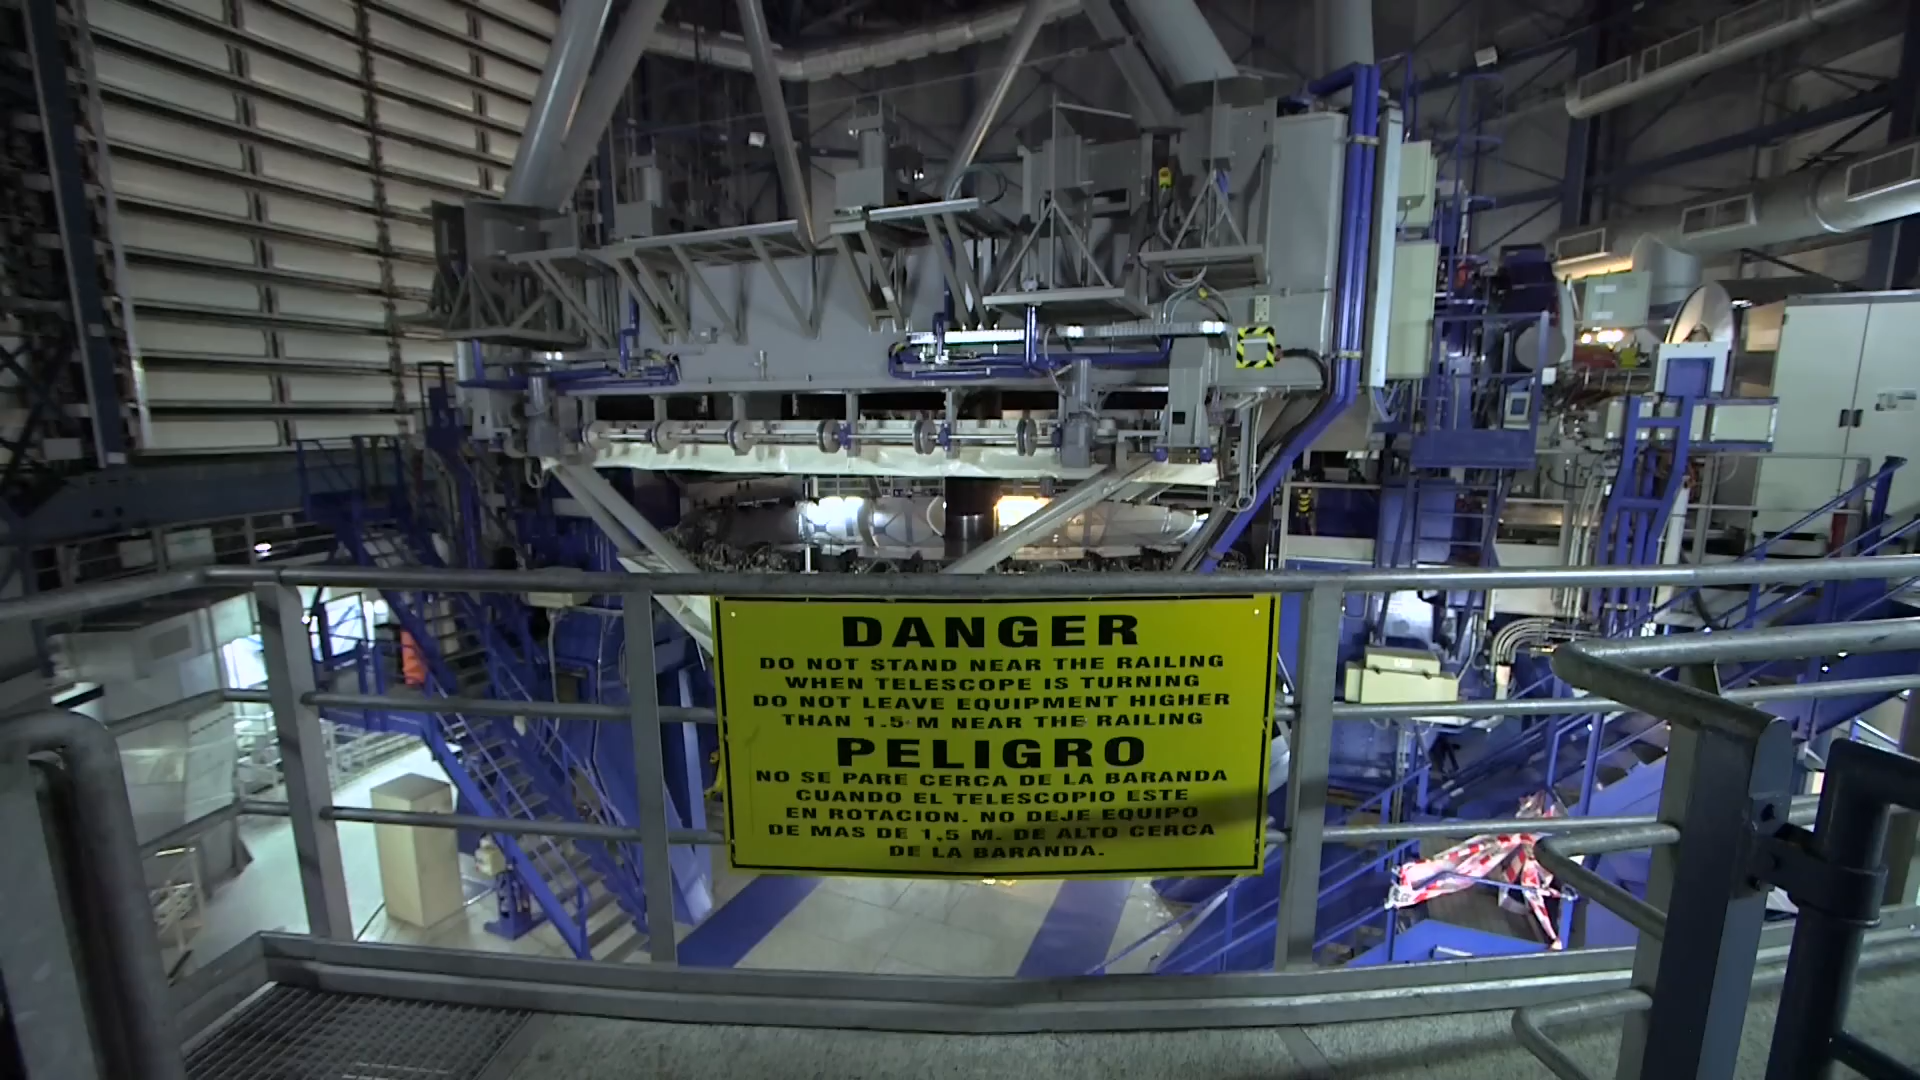 DANGER
DO NOT STAND NEAR THE RAILING
WHEN TELESCOPE IS TURNING
DO NOT LEAVE EQUIPMENT HIGHER
THAN 1.5 M NEAR THE RAILING
PELIGRO
NO SE PARE CERCA DE LA BARANDA
CUANDO EL TELESCOPIO ESTE
EN ROTACION. NO DEJE EQUIPO
DE MAS DE 1,5 M. DE ALTO CERCA
DE LA BARANDA.